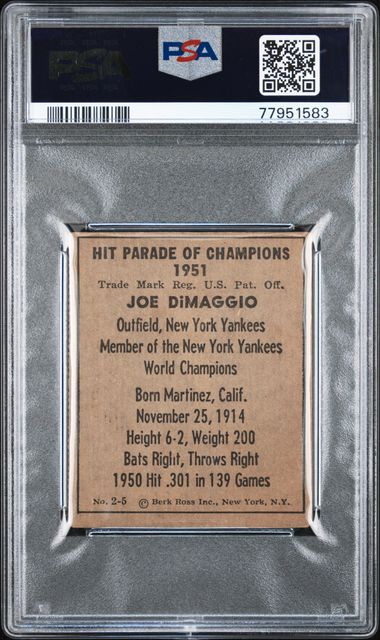 PSA
PSA
77951583
HIT PARADE OF CHAMPIONS
1951
Trade Mark Reg. U.S. Pat. Off.
JOE DiMAGGIO
Outfield, New York Yankees
Member of the New York Yankees
World Champions
Born Martinez, Calif.
November 25, 1914
Height 6-2, Weight 200
Bats Right, Throws Right
1950 Hit .301 in 139 Games
No. 2-5 © Berk Ross Inc., New York, N.Y.